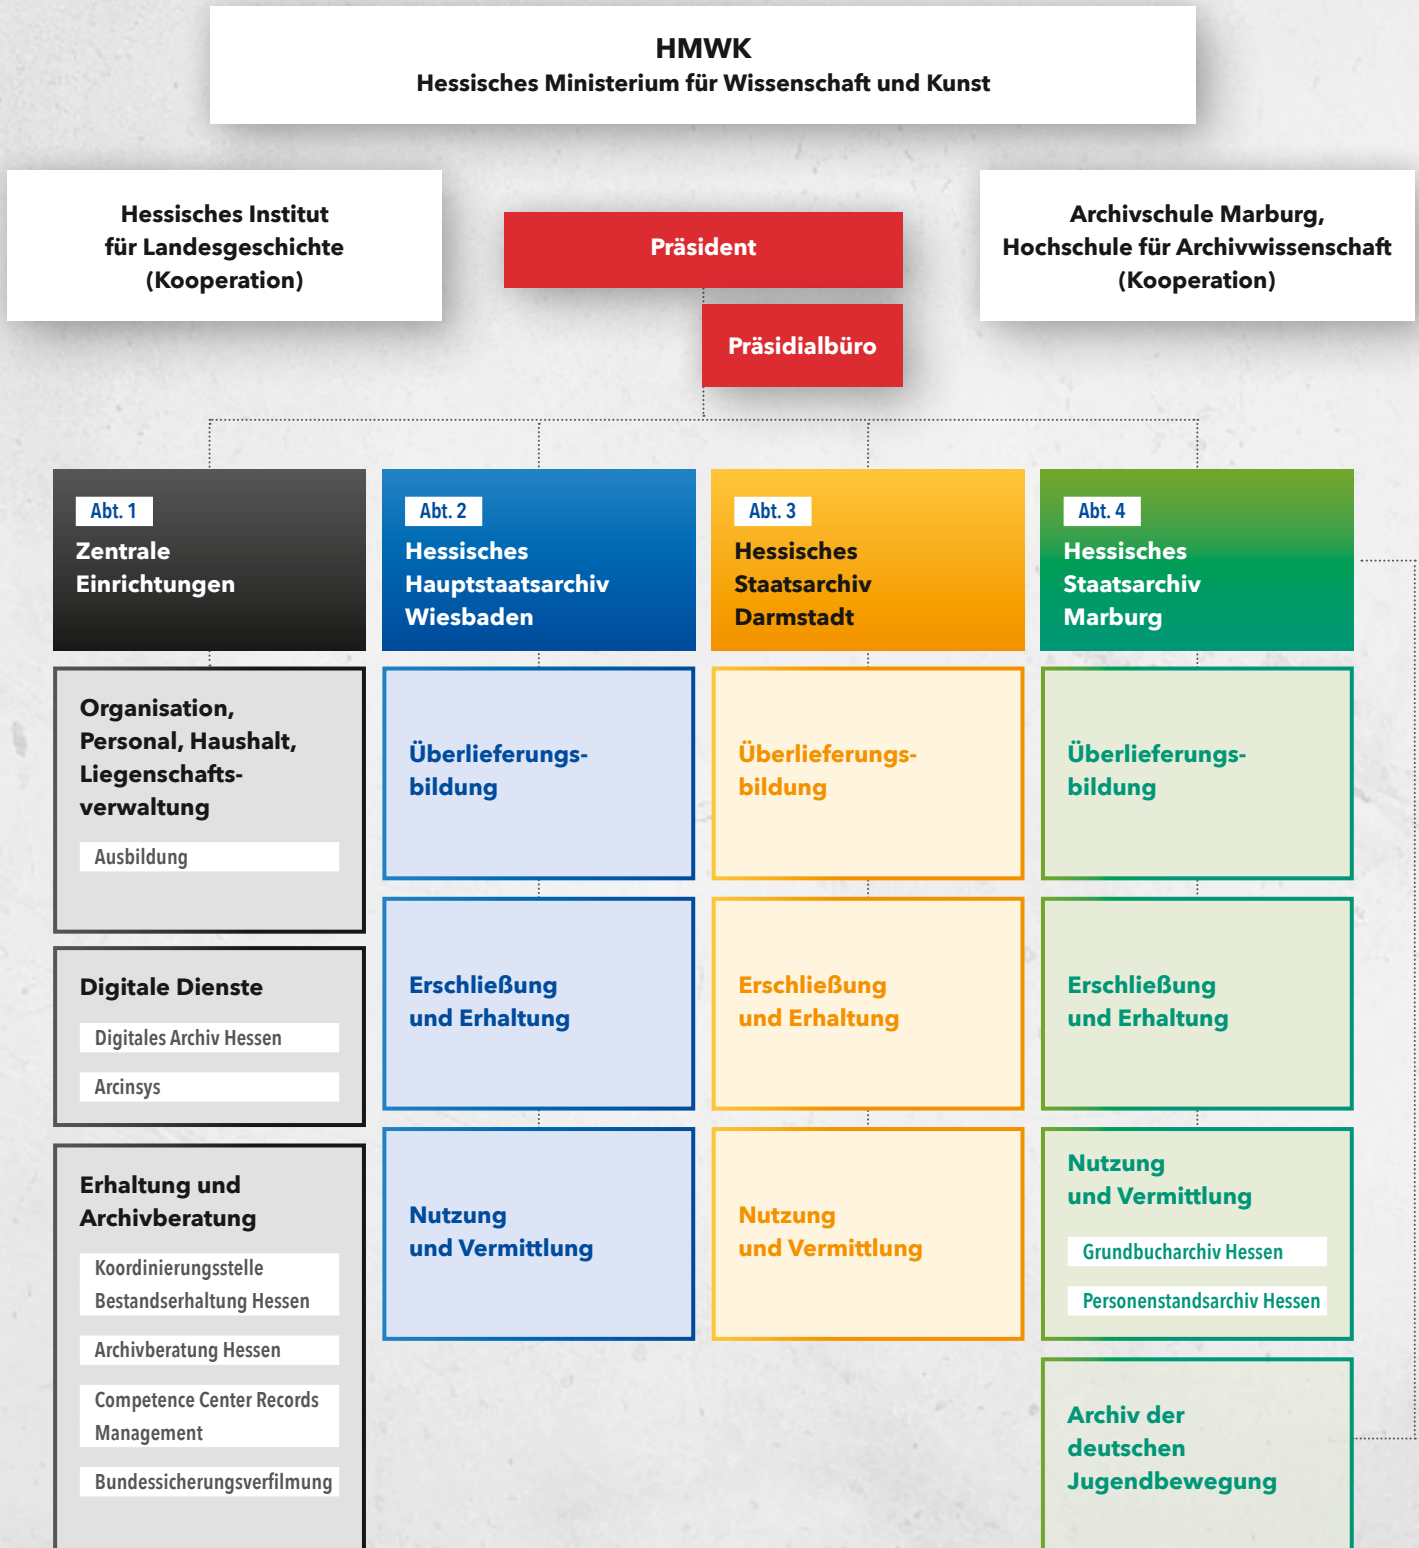 HMWK
Hessisches Ministerium für Wissenschaft und Kunst
Hessisches Institut
für Landesgeschichte
(Kooperation)
Präsident
Präsidialbüro
Archivschule Marburg,
Hochschule für Archivwissenschaft
(Kooperation)
Abt. 1
Zentrale
Einrichtungen
Organisation,
Personal, Haushalt,
Liegenschafts-
verwaltung
Ausbildung
Digitale Dienste
Digitales Archiv Hessen
Arcinsys
Erhaltung und
Archivberatung
Koordinierungsstelle
Bestandserhaltung Hessen
Archivberatung Hessen
Competence Center Records
Management
Bundessicherungsverfilmung
Abt. 2
Hessisches
Hauptstaatsarchiv
Wiesbaden
Überlieferungs-
bildung
Erschließung
und Erhaltung
Nutzung
und Vermittlung
Abt. 3
Hessisches
Staatsarchiv
Darmstadt
Überlieferungs-
bildung
Erschließung
und Erhaltung
Nutzung
und Vermittlung
Abt. 4
Hessisches
Staatsarchiv
Marburg
Überlieferungs-
bildung
Erschließung
und Erhaltung
Nutzung
und Vermittlung
Grundbucharchiv Hessen
Personenstandsarchiv Hessen
Archiv der
deutschen
Jugendbewegung